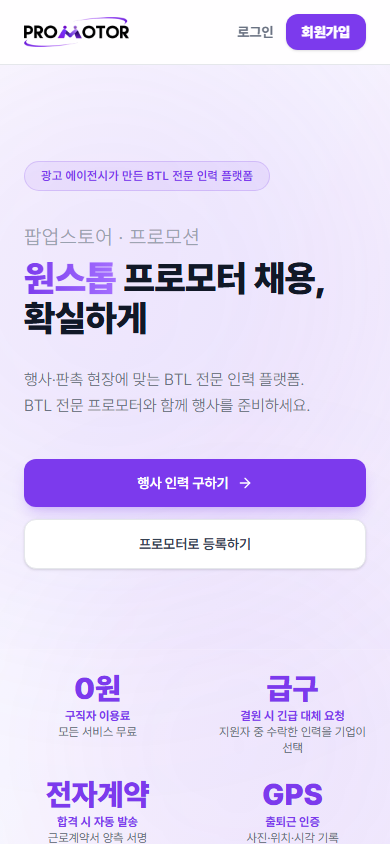 PROMOTOR
로그인
회원가입
광고 에이전시가 만든 BTL 전문 인력 플랫폼
팝업스토어 · 프로모션
원스톱 프로모터 채용,
확실하게
행사·판촉 현장에 맞는 BTL 전문 인력 플랫폼.
BTL 전문 프로모터와 함께 행사를 준비하세요.
행사 인력 구하기 →
프로모터로 등록하기
0원
구직자 이용료
모든 서비스 무료
급구
결원 시 긴급 대체 요청
지원자 중 수락한 인력을 기업이
선택
전자계약
합격 시 자동 발송
근로계약서 양측 서명
GPS
출퇴근 인증
사진·위치·시각 기록